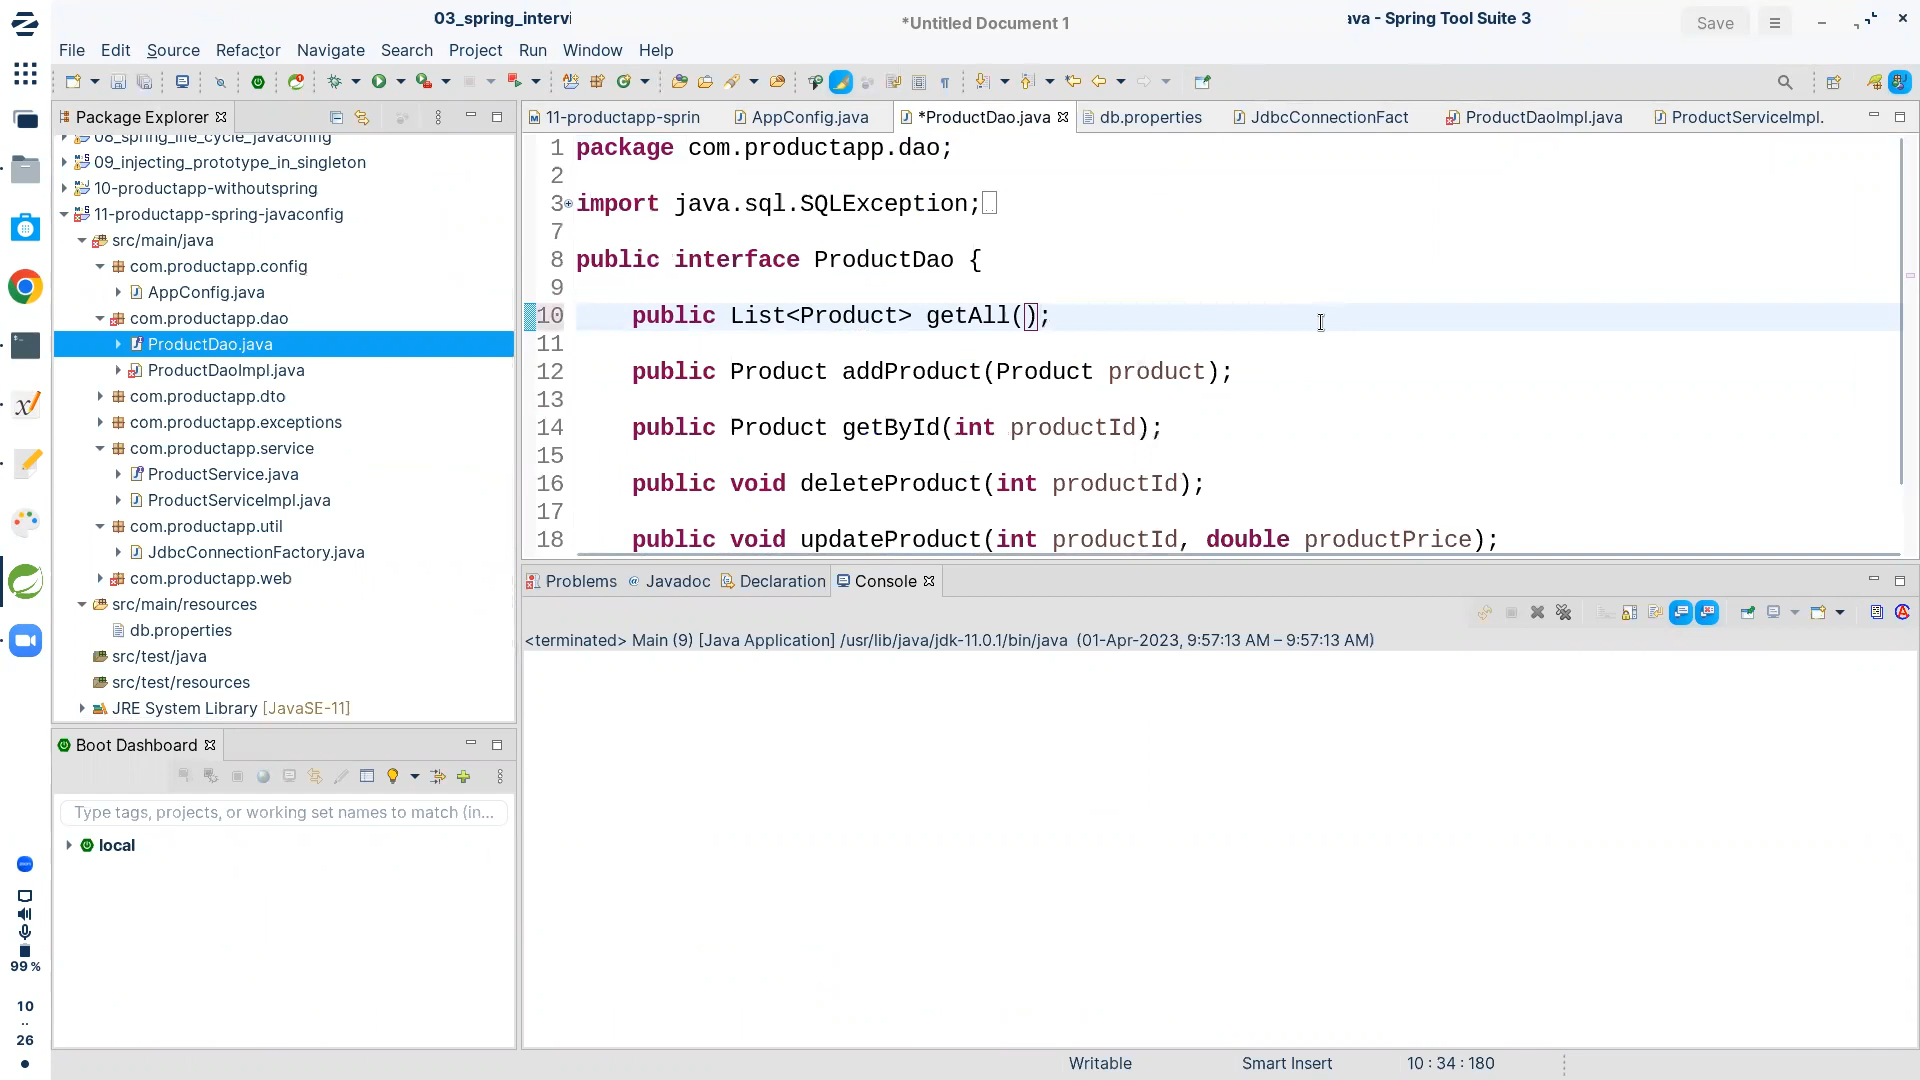 03_spring_intervi
*Untitled Document 1
ava - Spring Tool Suite 3
Save
File Edit Source Refactor Navigate Search Project Run Window Help
Package Explorer
08_spring_life_cycle_javaconfig
09_injecting_prototype_in_singleton
10-productapp-withoutspring
11-productapp-spring-javaconfig
src/main/java
com.productapp.config
AppConfig.java
com.productapp.dao
ProductDao.java
ProductDaoImpl.java
com.productapp.dto
com.productapp.exceptions
com.productapp.service
ProductService.java
ProductServiceImpl.java
com.productapp.util
JdbcConnectionFactory.java
com.productapp.web
src/main/resources
db.properties
src/test/java
src/test/resources
JRE System Library [JavaSE-11]
Boot Dashboard
Type tags, projects, or working set names to match (in...
local
11-productapp-sprin AppConfig.java *ProductDao.java db.properties JdbcConnectionFact ProductDaoImpl.java ProductServiceImpl.
1 package com.productapp.dao;
2
3 import java.sql.SQLException;
7
8 public interface ProductDao {
9
10 public List<Product> getAll();
11
12 public Product addProduct(Product product);
13
14 public Product getById(int productId);
15
16 public void deleteProduct(int productId);
17
18 public void updateProduct(int productId, double productPrice);
Problems Javadoc Declaration Console
<terminated> Main (9) [Java Application] /usr/lib/java/jdk-11.0.1/bin/java (01-Apr-2023, 9:57:13 AM – 9:57:13 AM)
99 %
10
..
26
Writable Smart Insert 10 : 34 : 180